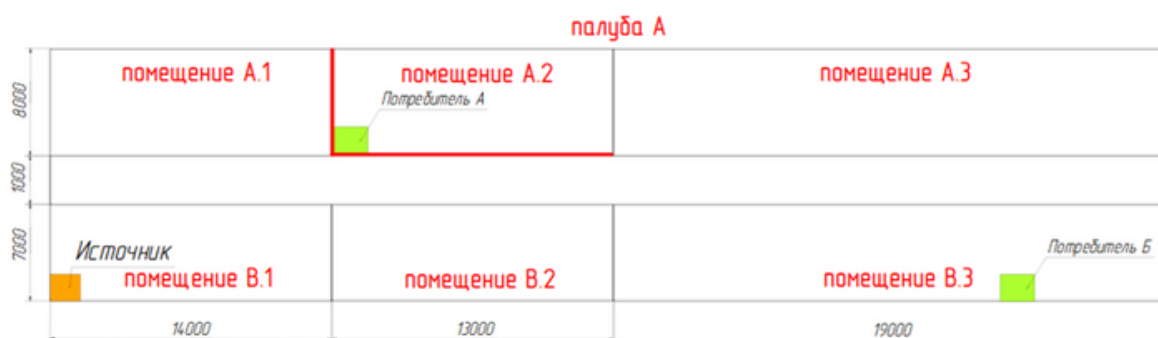 палуба А
помещение А.1
помещение А.2
помещение А.3
Потребитель А
8000
1000
7000
Источник
помещение В.1
помещение В.2
помещение В.3
Потребитель Б
14000
13000
19000